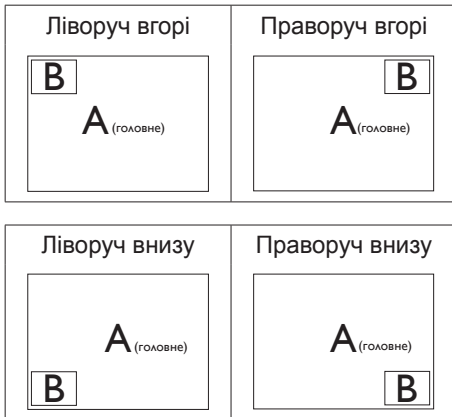 Ліворуч вгорі
Праворуч вгорі
B
A (головне)
B
A (головне)
Ліворуч внизу
Праворуч внизу
A (головне)
B
A (головне)
B